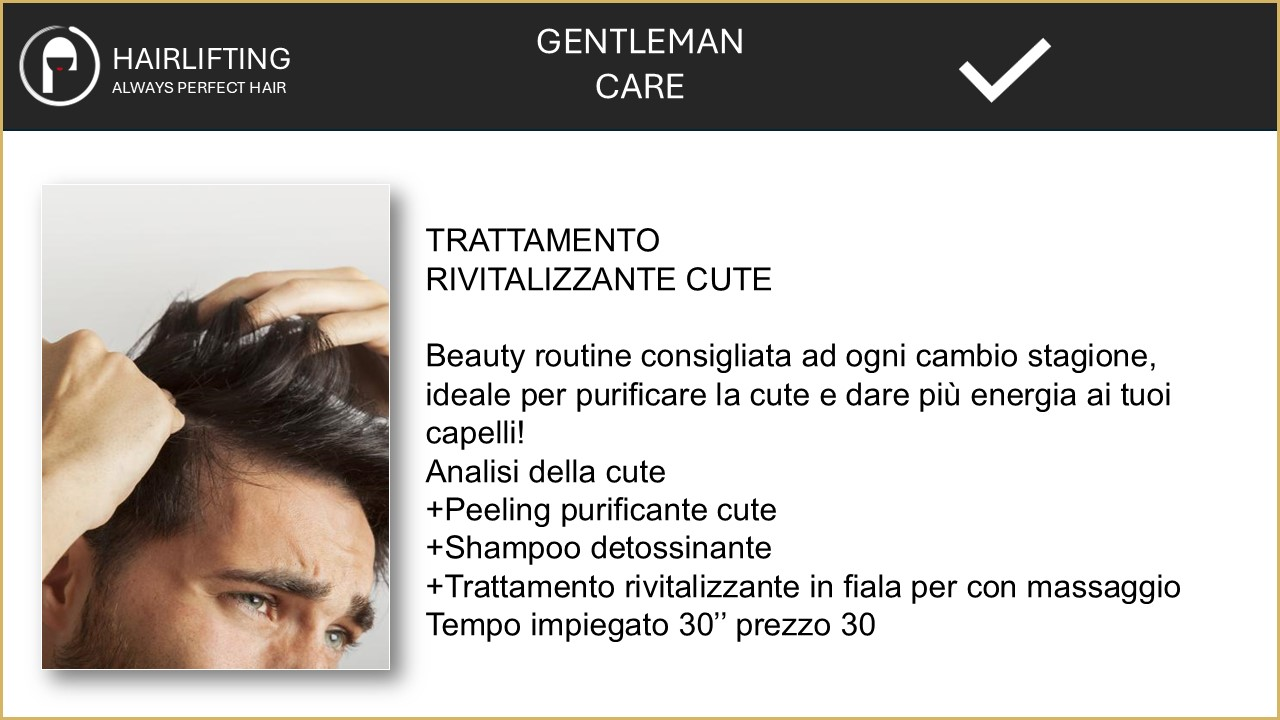 HAIRLIFTING
ALWAYS PERFECT HAIR
GENTLEMAN
CARE
TRATTAMENTO
RIVITALIZZANTE CUTE
Beauty routine consigliata ad ogni cambio stagione,
ideale per purificare la cute e dare più energia ai tuoi
capelli!
Analisi della cute
+Peeling purificante cute
+Shampoo detossinante
+Trattamento rivitalizzante in fiala per con massaggio
Tempo impiegato 30’’ prezzo 30